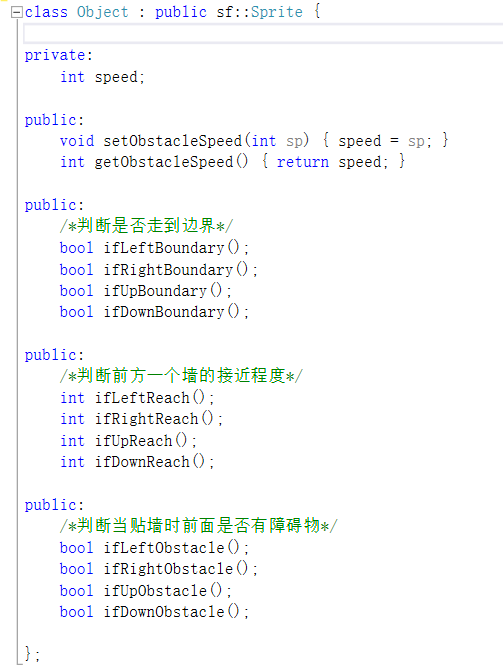 class Object : public sf::Sprite {
private:
int speed;
public:
void setObstacleSpeed(int sp) { speed = sp; }
int getObstacleSpeed() { return speed; }
public:
/*判断是否走到边界*/
bool ifLeftBoundary();
bool ifRightBoundary();
bool ifUpBoundary();
bool ifDownBoundary();
public:
/*判断前方一个墙的接近程度*/
int ifLeftReach();
int ifRightReach();
int ifUpReach();
int ifDownReach();
public:
/*判断当贴墙时前面是否有障碍物*/
bool ifLeftObstacle();
bool ifRightObstacle();
bool ifUpObstacle();
bool ifDownObstacle();
};